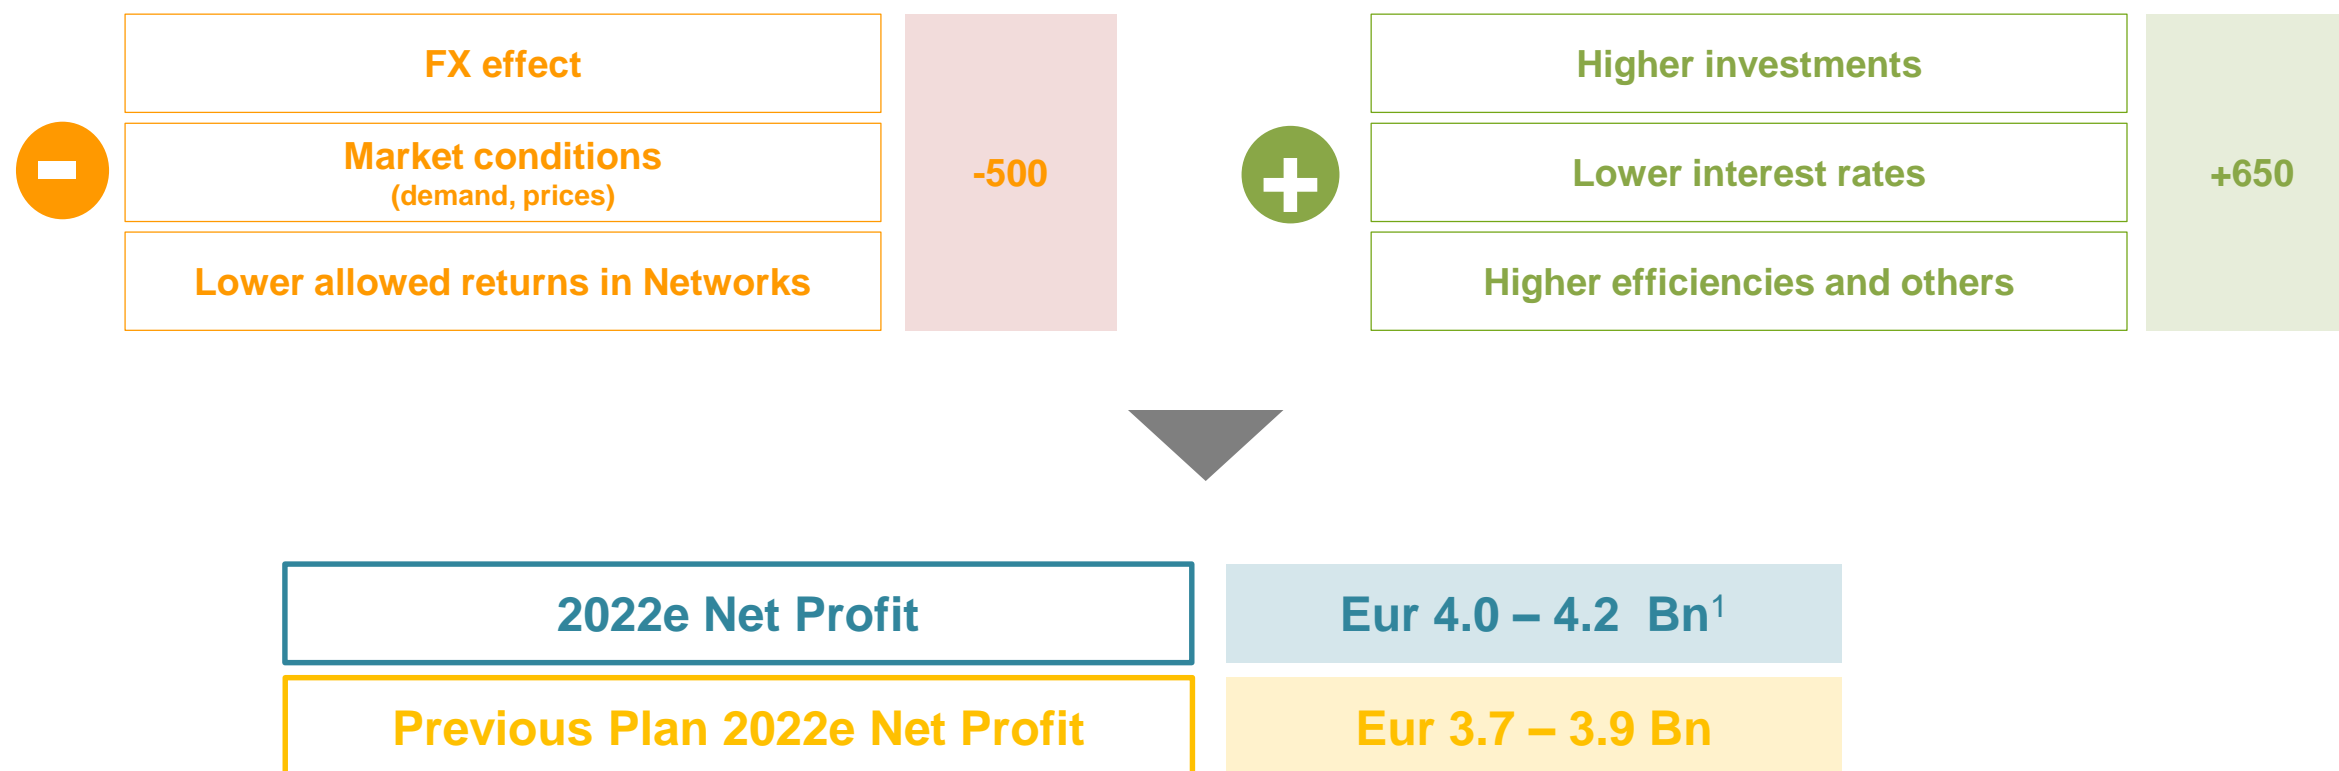 FX effect
Market conditions
(demand, prices)
Lower allowed returns in Networks
-500
Higher investments
Lower interest rates
Higher efficiencies and others
+650
2022e Net Profit
Eur 4.0 – 4.2  Bn¹
Previous Plan 2022e Net Profit
Eur 3.7 – 3.9 Bn